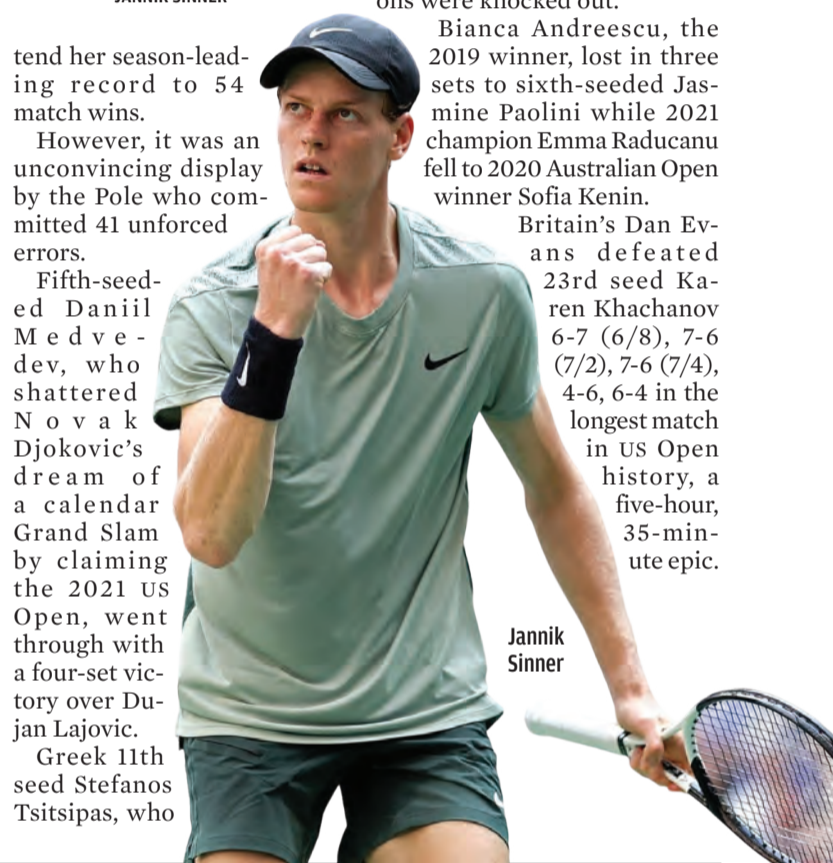 JANNIK SINNER
tend her season-lead-
ing record to 54
match wins.
However, it was an
unconvincing display
by the Pole who com-
mitted 41 unforced
errors.
Fifth-seed-
ed Daniil
Medve-
dev, who
shattered
Novak
Djokovic's
dream of
a calendar
Grand Slam
by claiming
the 2021 US
Open, went
through with
a four-set vic-
tory over Du-
jan Lajovic.
Greek 11th
seed Stefanos
Tsitsipas, who
ons were knocked out.
Bianca Andreescu, the
2019 winner, lost in three
sets to sixth-seeded Jas-
mine Paolini while 2021
champion Emma Raducanu
fell to 2020 Australian Open
winner Sofia Kenin.
Britain's Dan Ev-
ans defeated
23rd seed Ka-
ren Khachanov
6-7 (6/8), 7-6
(7/2), 7-6 (7/4),
4-6, 6-4 in the
longest match
in US Open
history, a
five-hour,
35-min-
ute epic.
Jannik
Sinner